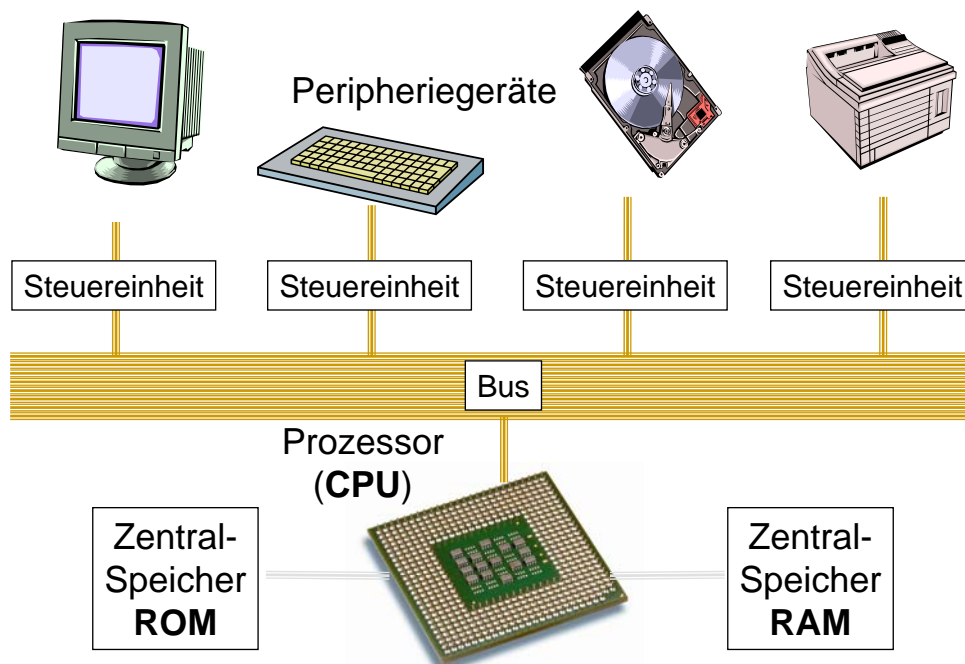 Peripheriegeräte
Steuereinheit
Steuereinheit
Steuereinheit
Steuereinheit
Bus
Prozessor
(CPU)
Zentral-
Speicher
ROM
Zentral-
Speicher
RAM